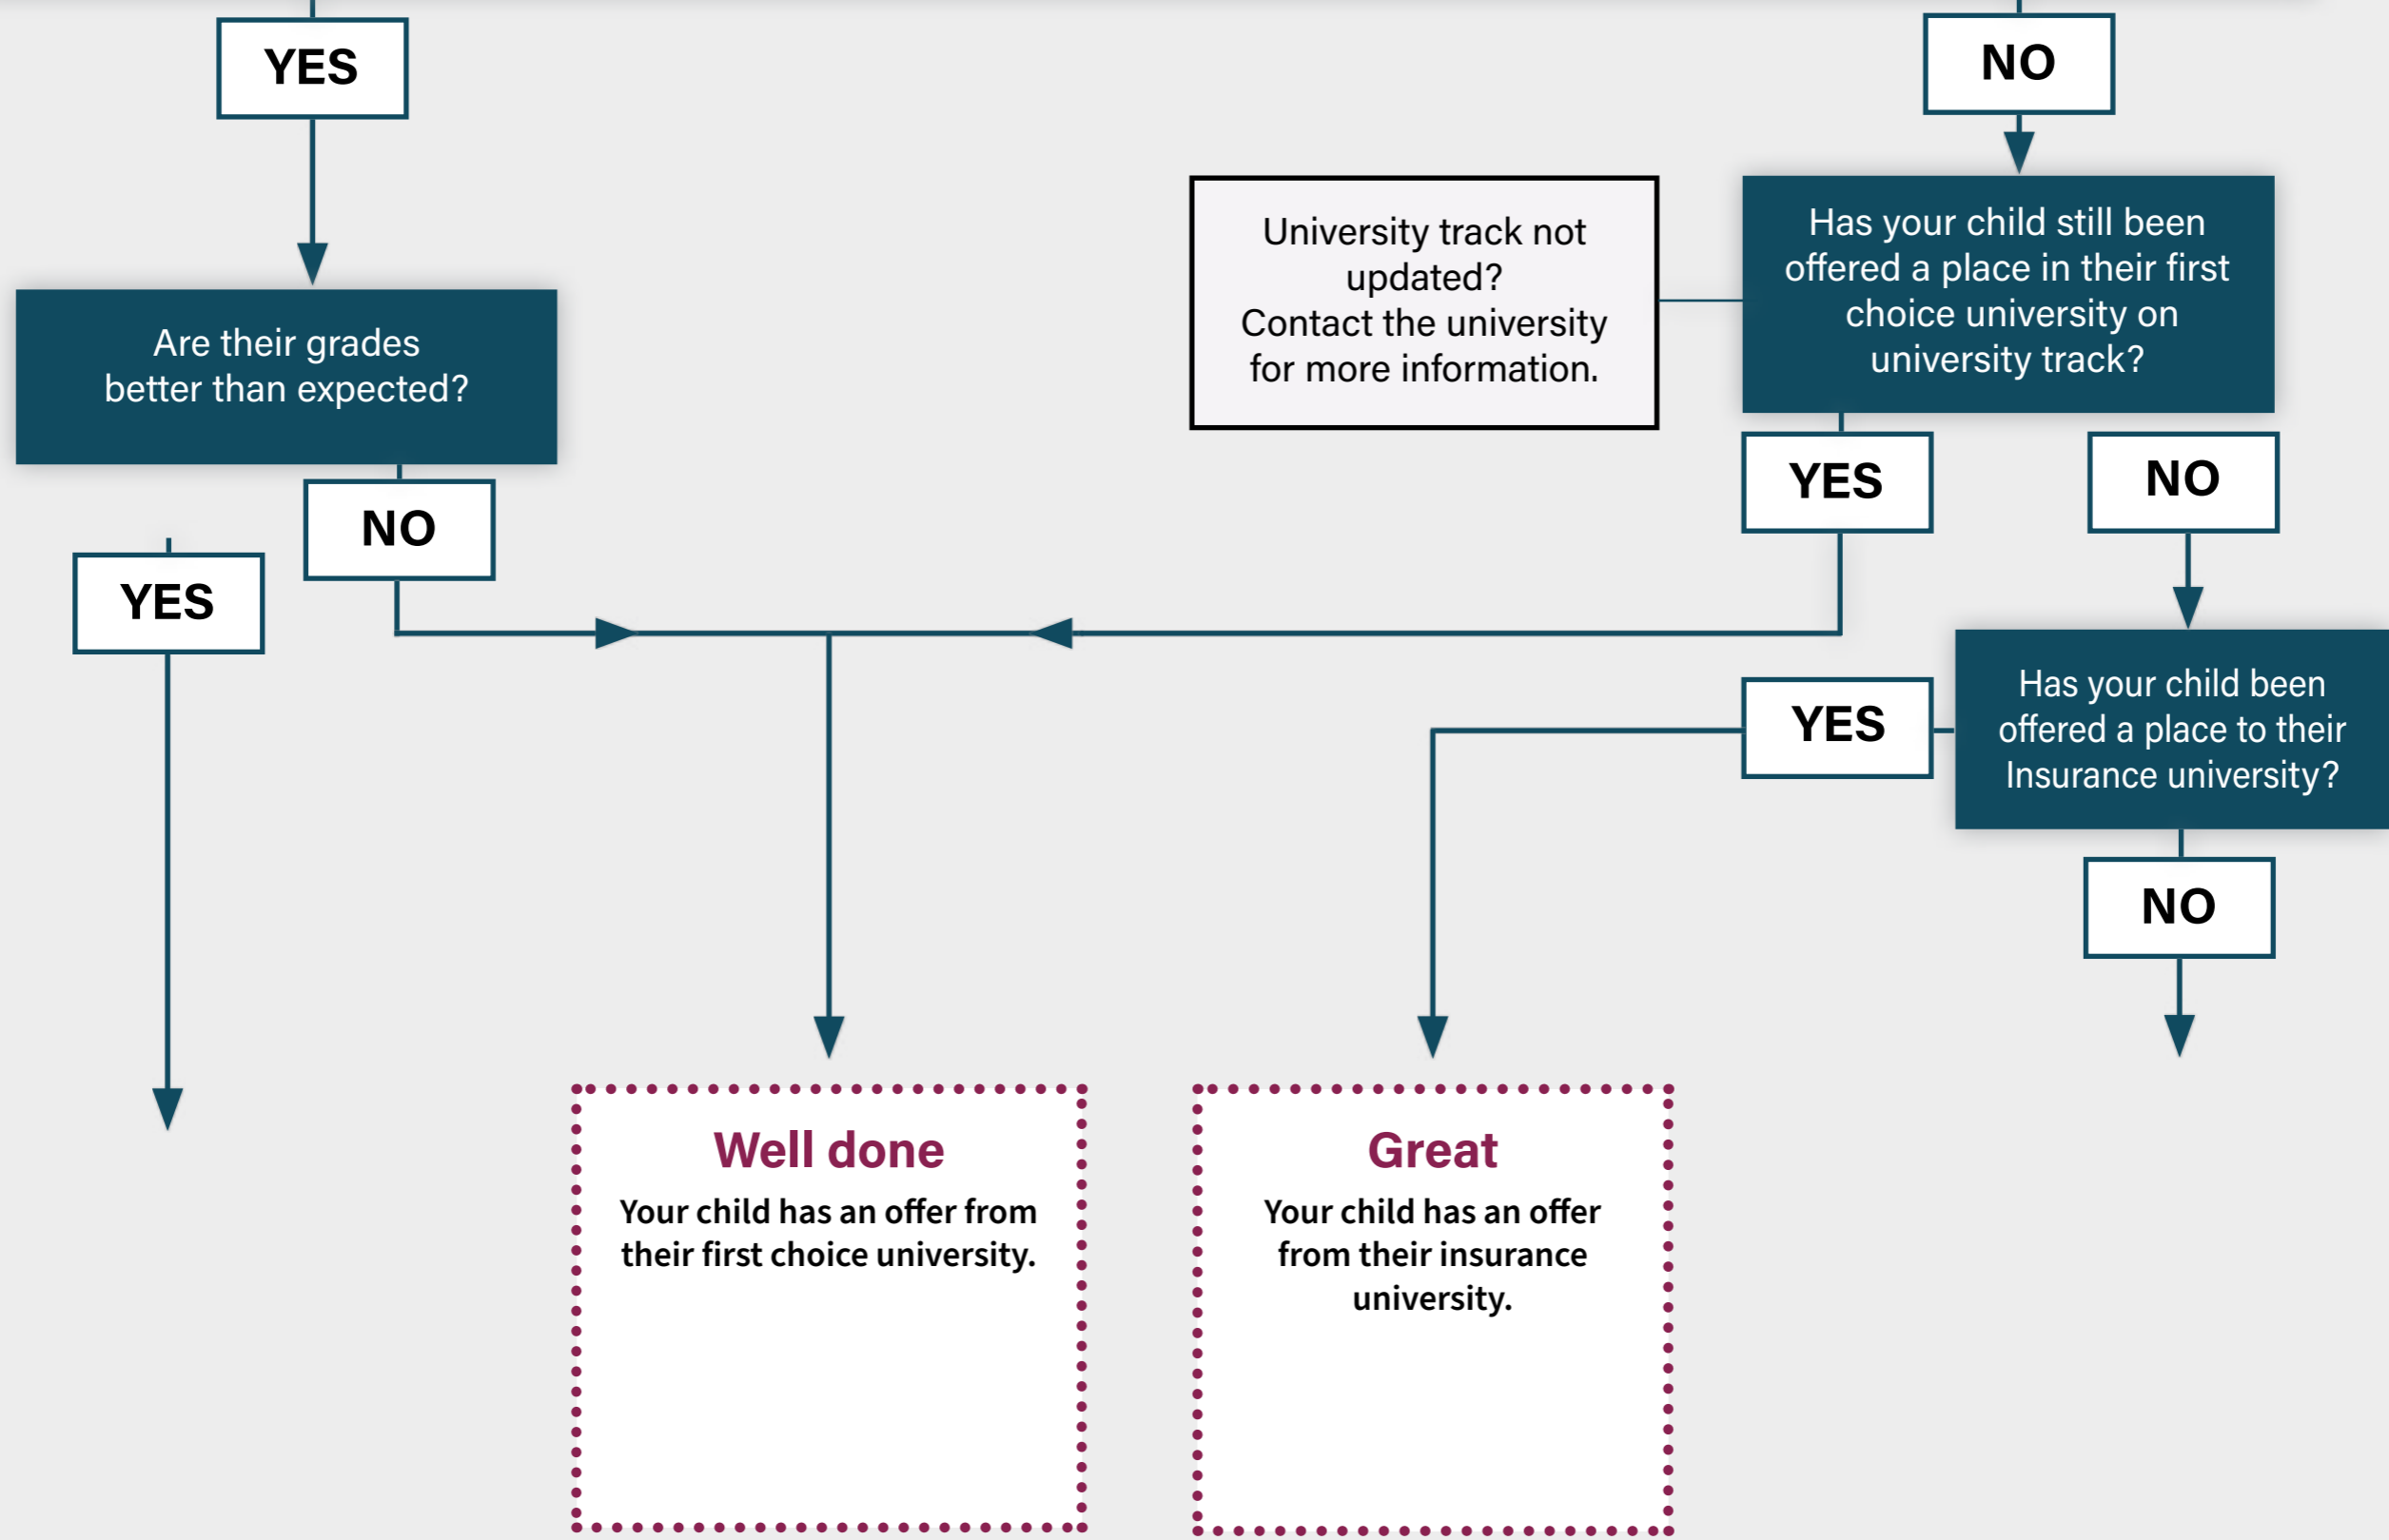 YES
NO
University track not
updated?
Contact the university
for more information.
Has your child still been
offered a place in their first
choice university on
university track?
Are their grades
better than expected?
YES
NO
NO
YES
Has your child been
offered a place to their
Insurance university?
YES
NO
Well done
Your child has an offer from
their first choice university.
Great
Your child has an offer
from their insurance
university.